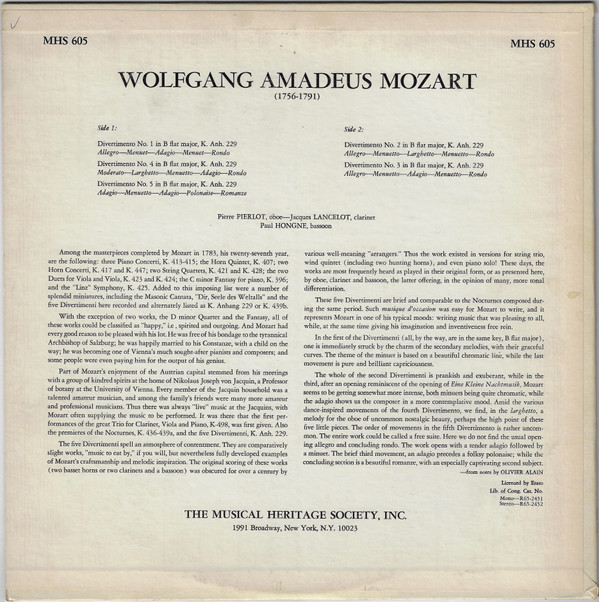 MHS 605
MHS 605
WOLFGANG AMADEUS MOZART
(1756-1791)
Side 1:
Divertimento No. 1 in B flat major, K. Anh. 229
Allegro—Menuet—Adagio—Menuet—Rondo
Divertimento No. 4 in B flat major, K. Anh. 229
Moderato—Larghetto—Menuetto—Adagio—Rondo
Divertimento No. 5 in B flat major, K. Anh. 229
Adagio—Menuetto—Adagio—Polonaise—Romanze
Side 2:
Divertimento No. 2 in B flat major, K. Anh. 229
Allegro—Menuetto—Larghetto—Menuetto—Rondo
Divertimento No. 3 in B flat major, K. Anh. 229
Allegro—Menuetto—Adagio—Menuetto—Rondo
Pierre PIERLOT, oboe—Jacques LANCELOT, clarinet
Paul HONGNE, bassoon
Among the masterpieces completed by Mozart in 1783, his twenty-seventh year,
are the following: three Piano Concerti, K. 413-415; the Horn Quintet, K. 407; two
Horn Concerti, K. 417 and K. 447; two String Quartets, K. 421 and K. 428; the two
Duets for Viola and Viola, K. 423 and K. 424; the C minor Fantasy for piano, K. 396;
and the "Linz" Symphony, K. 425. Added to this imposing list were a number of
splendid miniatures, including the Masonic Cantata, "Dir, Seele des Weltalls" and the
five Divertimenti here recorded and alternately listed as K. Anhang 229 or K. 439b.
With the exception of two works, the D minor Quartet and the Fantasy, all of
these works could be classified as "happy," i.e., spirited and outgoing. And Mozart had
every good reason to be pleased with his lot. He was free of his bondage to the tyrannical
Archbishop of Salzburg; he was happily married to his Constanze, with a child on the
way; he was becoming one of Vienna's much sought-after pianists and composers; and
some people were even paying him for the output of his genius.
Part of Mozart's enjoyment of the Austrian capital stemmed from his meetings
with a group of kindred spirits at the home of Nikolaus Joseph von Jacquin, a Professor
of botany at the University of Vienna. Every member of the Jacquin household was a
talented amateur musician, and among the family's friends were many more amateur
and professional musicians. Thus there was always "live" music at the Jacquins, with
Mozart often supplying the music to be performed. It was there that the first per-
formances of the great Trio for Clarinet, Viola and Piano, K-498, was first given. Also
the premieres of the Nocturnes, K. 436-439a, and the five Divertimenti, K. Anh. 229.
The five Divertimenti spell an atmosphere of contentment. They are comparatively
slight works, "music to eat by," if you will, but nevertheless fully developed examples
of Mozart's craftsmanship and melodic inspiration. The original scoring of these works
(two basset horns or two clarinets and a bassoon) was obscured for over a century by
various well-meaning "arrangers." Thus the work existed in versions for string trio,
wind quintet (including two hunting horns), and even piano solo! These days, the
works are most frequently heard as played in their original form, or as presented here,
by oboe, clarinet and bassoon, the latter offering, in the opinion of many, more tonal
differentiation.
These five Divertimenti are brief and comparable to the Nocturnes composed dur-
ing the same period. Such musique d'occasion was easy for Mozart to write, and it
represents Mozart in one of his typical moods: writing music that was pleasing to all,
while, at the same time giving his imagination and inventiveness free rein.
In the first of the Divertimenti (all, by the way, are in the same key, B flat major),
one is immediately struck by the charm of the secondary melodies, with their graceful
curves. The theme of the minuet is based on a beautiful chromatic line, while the last
movement is pure and brilliant capriciousness.
The whole of the second Divertimenti is prankish and exuberant, while in the
third, after an opening reminiscent of the opening of Eine Kleine Nachtmusik, Mozart
seems to be getting somewhat more intense, both minuets being quite chromatic, while
the adagio shows us the composer in a more contemplative mood. Amid the various
dance-inspired movements of the fourth Divertimento, we find, in the larghetto, a
melody for the oboe of uncommon nostalgic beauty, perhaps the high point of these
five little pieces. The order of movements in the fifth Divertimento is rather uncom-
mon. The entire work could be called a free suite. Here we do not find the usual open-
ing allegro and concluding rondo. The work opens with a tender adagio followed by
a minuet. The brief third movement, an adagio precedes a folksy polonaise; while the
concluding section is a beautiful romance, with an especially captivating second subject.
—from notes by OLIVIER ALAIN
Licensed by Erato
Lib. of Cong. Cat. No.
Mono—R65-2431
Stereo—R65-2432
THE MUSICAL HERITAGE SOCIETY, INC.
1991 Broadway, New York, N.Y. 10023